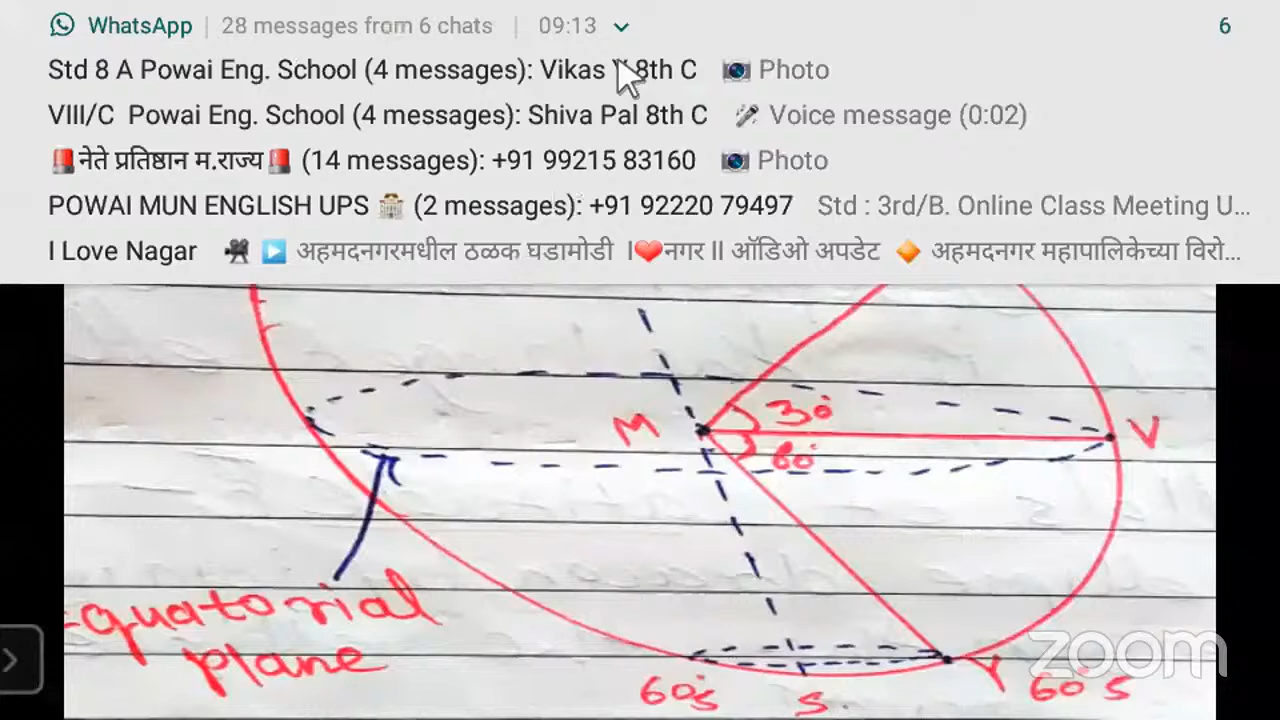 WhatsApp | 28 messages from 6 chats | 09:13 6
Std 8 A Powai Eng. School (4 messages): Vikas Y 8th C 📷 Photo
VIII/C Powai Eng. School (4 messages): Shiva Pal 8th C 🎤 Voice message (0:02)
🚨नेते प्रतिष्ठान म.राज्य🚨 (14 messages): +91 99215 83160 📷 Photo
POWAI MUN ENGLISH UPS 🏫 (2 messages): +91 92220 79497 Std : 3rd/B. Online Class Meeting U...
I Love Nagar 🎥 ▶️ अहमदनगरमधील ठळक घडामोडी I❤️नगर II ऑडिओ अपडेट 🔶 अहमदनगर महापालिकेच्या विरो...
M 30° V
60°
-quatorial
plane
60°S S. Y 60°S
zoom